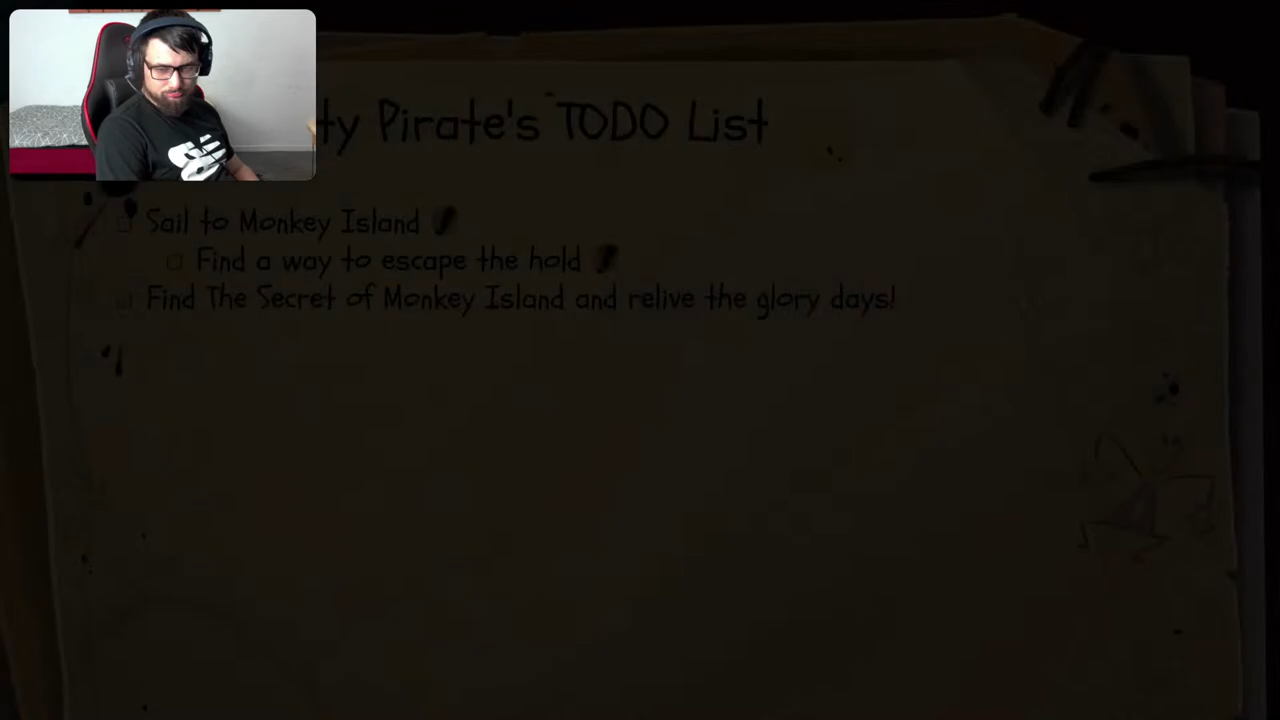 ty Pirate's TODO List
Sail to Monkey Island
Find a way to escape the hold
Find The Secret of Monkey Island and relive the glory days!